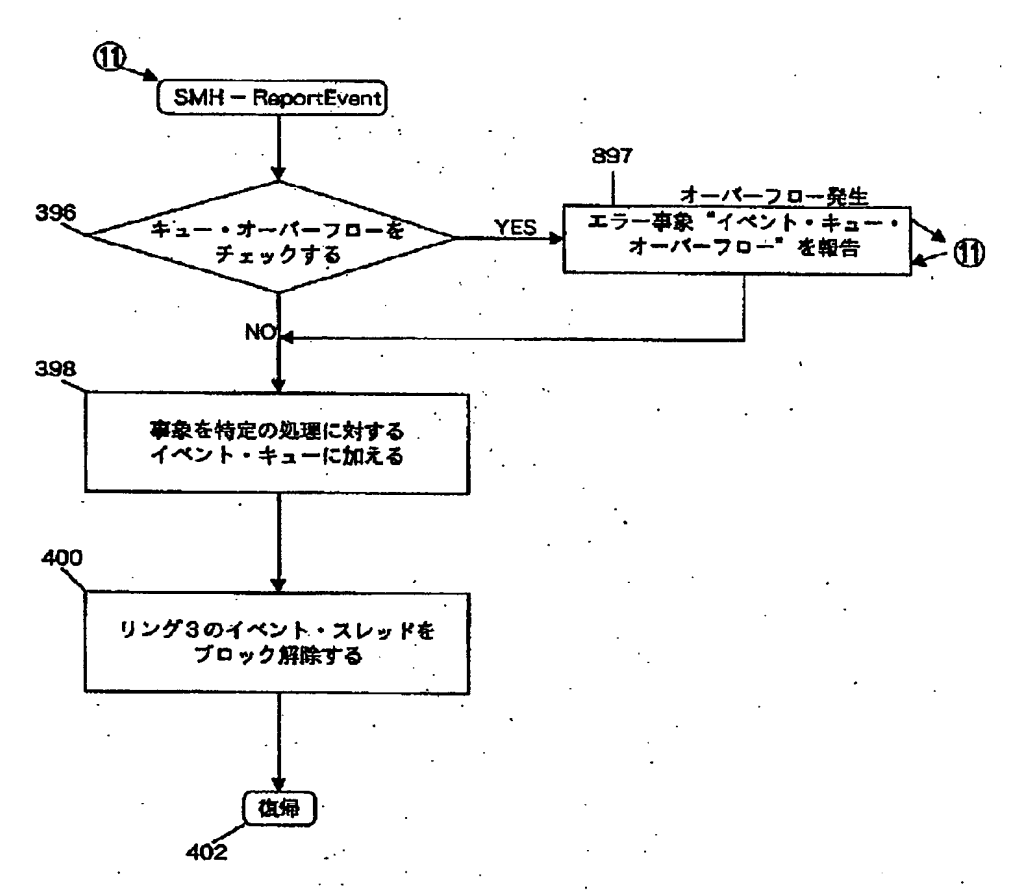 ⑪
SMH − ReportEvent
396
キュー・オーバーフローを
チェックする
YES
397
オーバーフロー発生
エラー事象“イベント・キュー・
オーバーフロー”を報告
⑪
NO
398
事象を特定の処理に対する
イベント・キューに加える
400
リング3のイベント・スレッドを
ブロック解除する
復帰
402